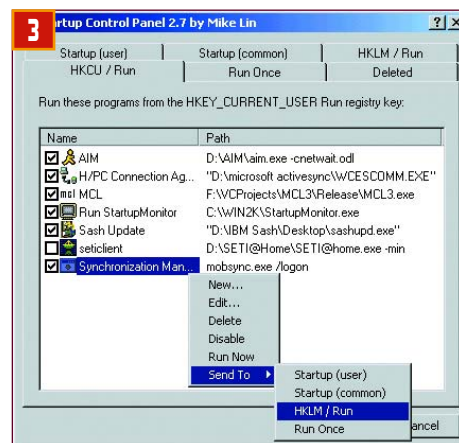 3
rtup Control Panel 2.7 by Mike Lin
Startup (user) Startup (common) HKLM / Run
HKCU / Run Run Once Deleted
Run these programs from the HKEY_CURRENT_USER Run registry key:
Name Path
AIM D:\AIM\aim.exe -cnetwait.odl
H/PC Connection Ag... "D:\microsoft activesync\WCESCOMM.EXE"
mcl MCL F:\VCProjects\MCL3\Release\MCL3.exe
Run StartupMonitor C:\WIN2K\StartupMonitor.exe
Sash Update "D:\IBM Sash\Desktop\sashupd.exe"
seticlient D:\SETI@Home\SETI@home.exe -min
Synchronization Man... mobsync.exe /logon
New...
Edit...
Delete
Disable
Run Now
Send To
Startup (user)
Startup (common)
HKLM / Run
Run Once
ancel